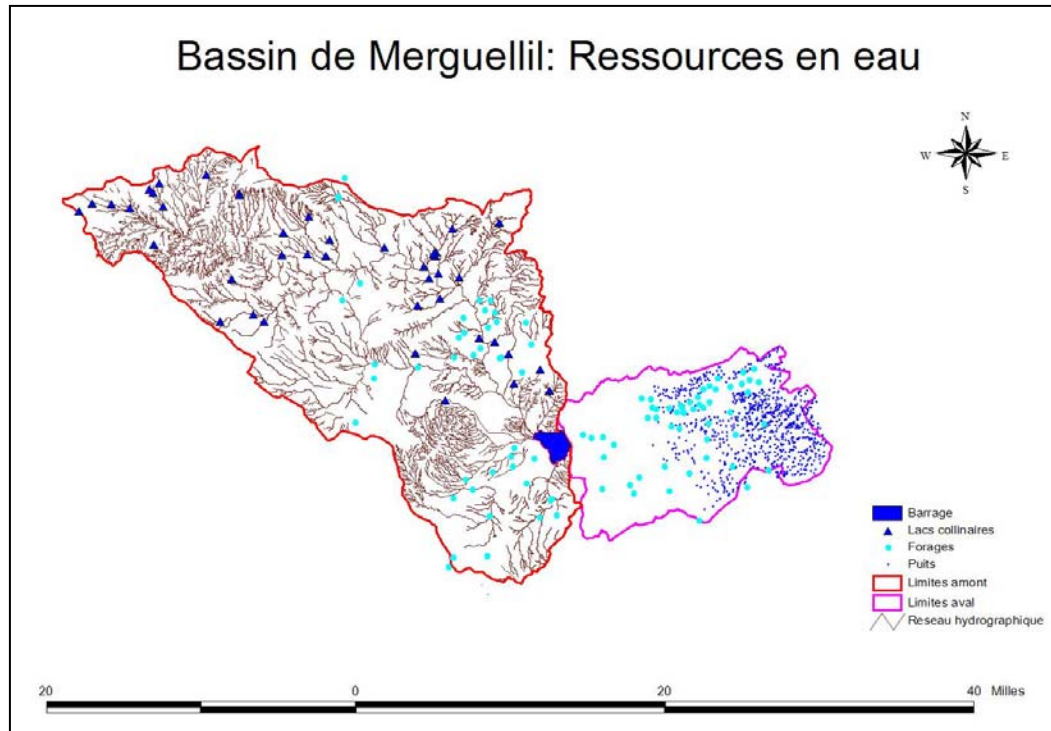 Bassin de Merguellil: Ressources en eau
N
W E
S
Barrage
Lacs collinaires
Forages
Puits
Limites amont
Limites aval
Reseau hydrographique
20 0 20 40 Milles